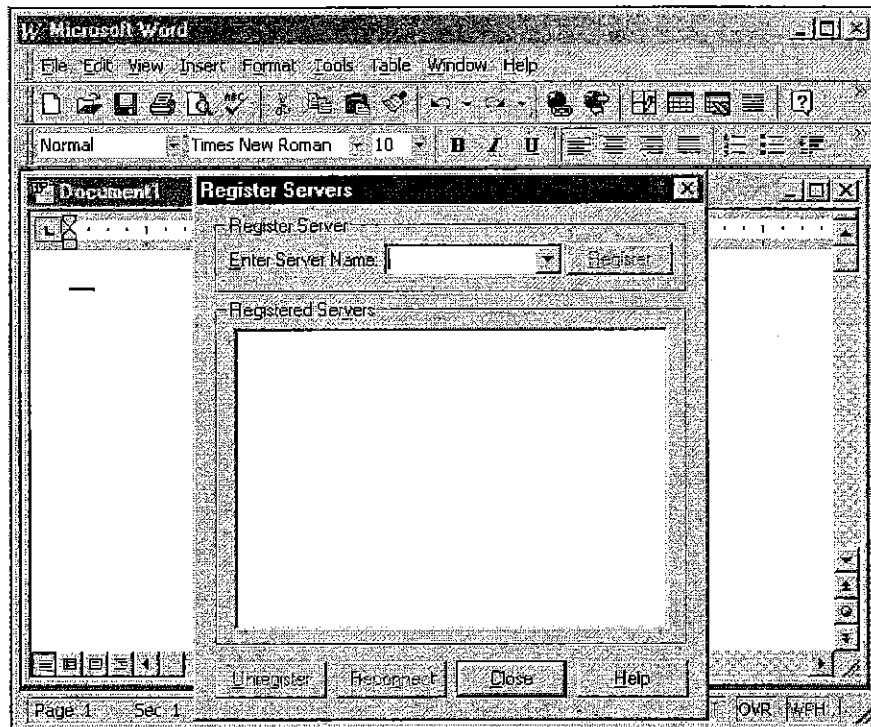 Microsoft Word
File Edit View Insert Format Tools Table Window Help
ABC
Normal Times New Roman 10 B I U
Document1
Register Servers
Register Server
Enter Server Name: Register
Registered Servers
Unregister Reconnect Close Help
Page 1 Sec 1 OVR WPH